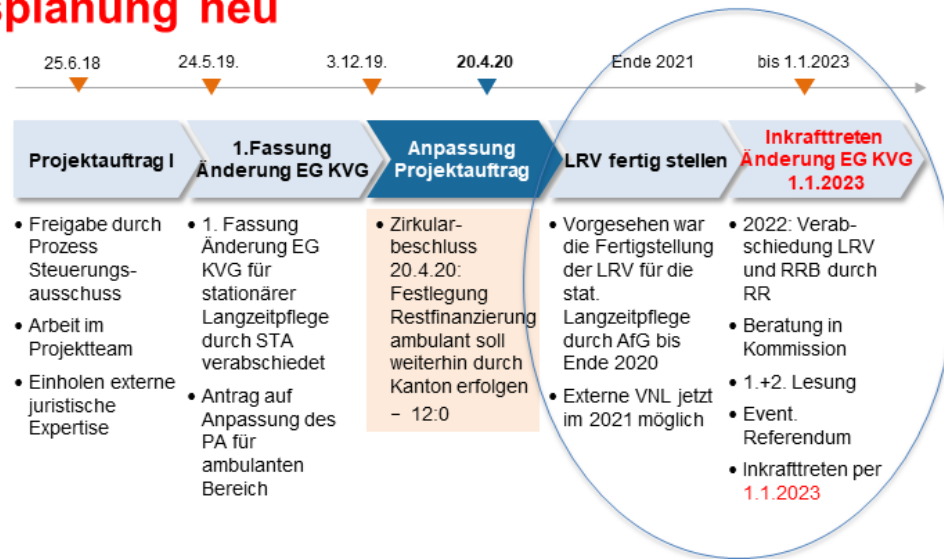 splanung neu
25.6.18
24.5.19.
3.12.19.
20.4.20
Ende 2021
bis 1.1.2023
Projektauftrag I
1.Fassung
Änderung EG KVG
Anpassung
Projektauftrag
LRV fertig stellen
Inkrafttreten
Änderung EG KVG
1.1.2023
• Freigabe durch
Prozess
Steuerungs-
ausschuss
• Arbeit im
Projektteam
• Einholen externe
juristische
Expertise
• 1. Fassung
Änderung EG
KVG für
stationärer
Langzeitpflege
durch STA
verabschiedet
• Antrag auf
Anpassung des
PA für
ambulanten
Bereich
• Zirkular-
beschluss
20.4.20:
Festlegung
Restfinanzierung
ambulant soll
weiterhin durch
Kanton erfolgen
– 12:0
• Vorgesehen war
die Fertigstellung
der LRV für die
stat.
Langzeitpflege
durch AfG bis
Ende 2020
• Externe VNL jetzt
im 2021 möglich
• 2022: Verab-
schiedung LRV
und RRB durch
RR
• Beratung in
Kommission
• 1.+2. Lesung
• Event.
Referendum
• Inkrafttreten per
1.1.2023